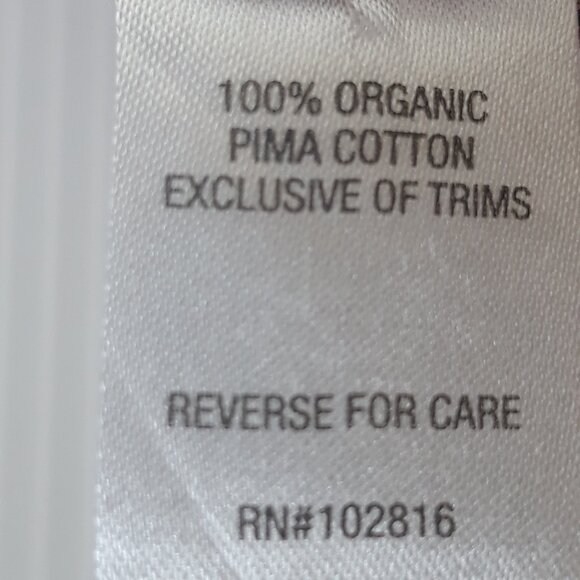 100% ORGANIC
PIMA COTTON
EXCLUSIVE OF TRIMS
REVERSE FOR CARE
RN#102816